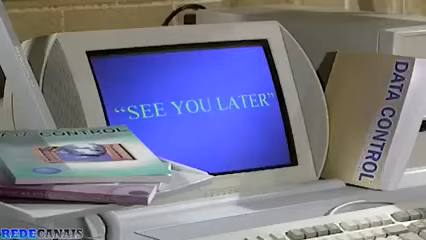 "SEE YOU LATER"
DATA CONTROL
CONTROL
REDECANAIS